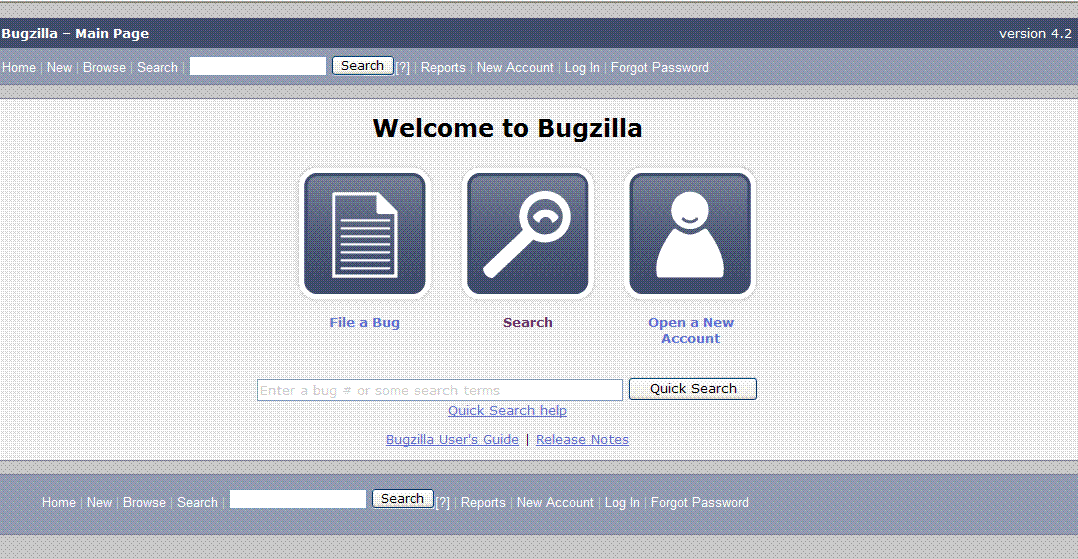 Bugzilla – Main Page version 4.2
Home | New | Browse | Search | Search [?] | Reports | New Account | Log In | Forgot Password
Welcome to Bugzilla
File a Bug Search Open a New
Account
Enter a bug # or some search terms Quick Search
Quick Search help
Bugzilla User's Guide | Release Notes
Home | New | Browse | Search | Search [?] | Reports | New Account | Log In | Forgot Password